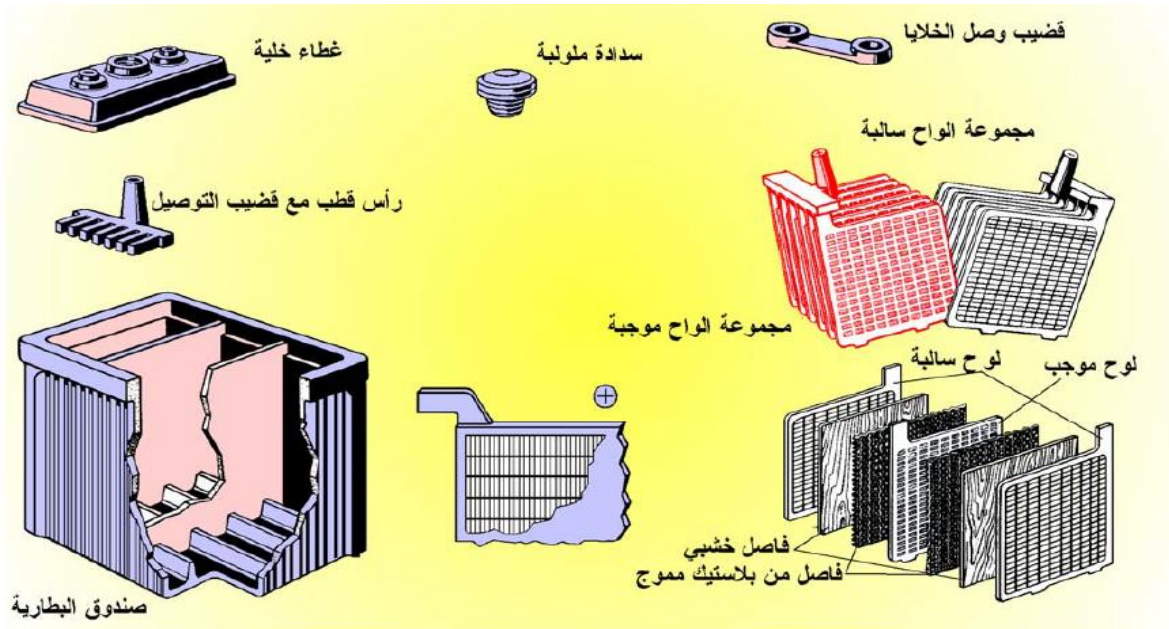 قضيب وصل الخلايا
سدادة ملولبة
غطاء خلية
مجموعة الواح سالبة
رأس قطب مع قضيب التوصيل
مجموعة الواح موجبة
لوح سالبة
لوح موجب
+
فاصل خشبي
فاصل من بلاستيك مموج
صندوق البطارية